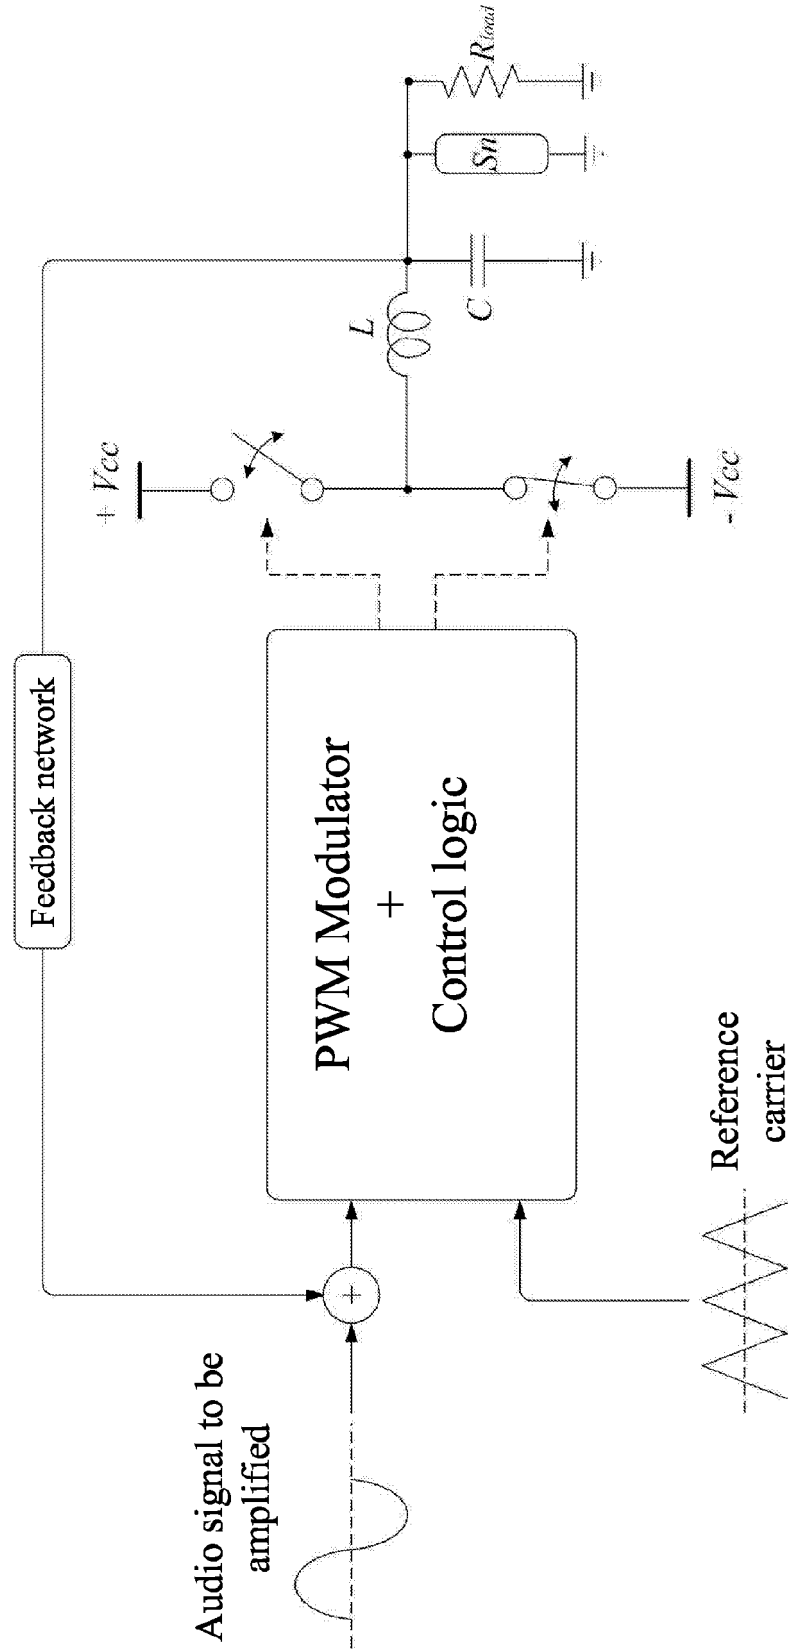 Feedback network
Audio signal to be
amplified
+
PWM Modulator
+
Control logic
+ Vcc
- Vcc
L
C
Sn
Rload
Reference
carrier